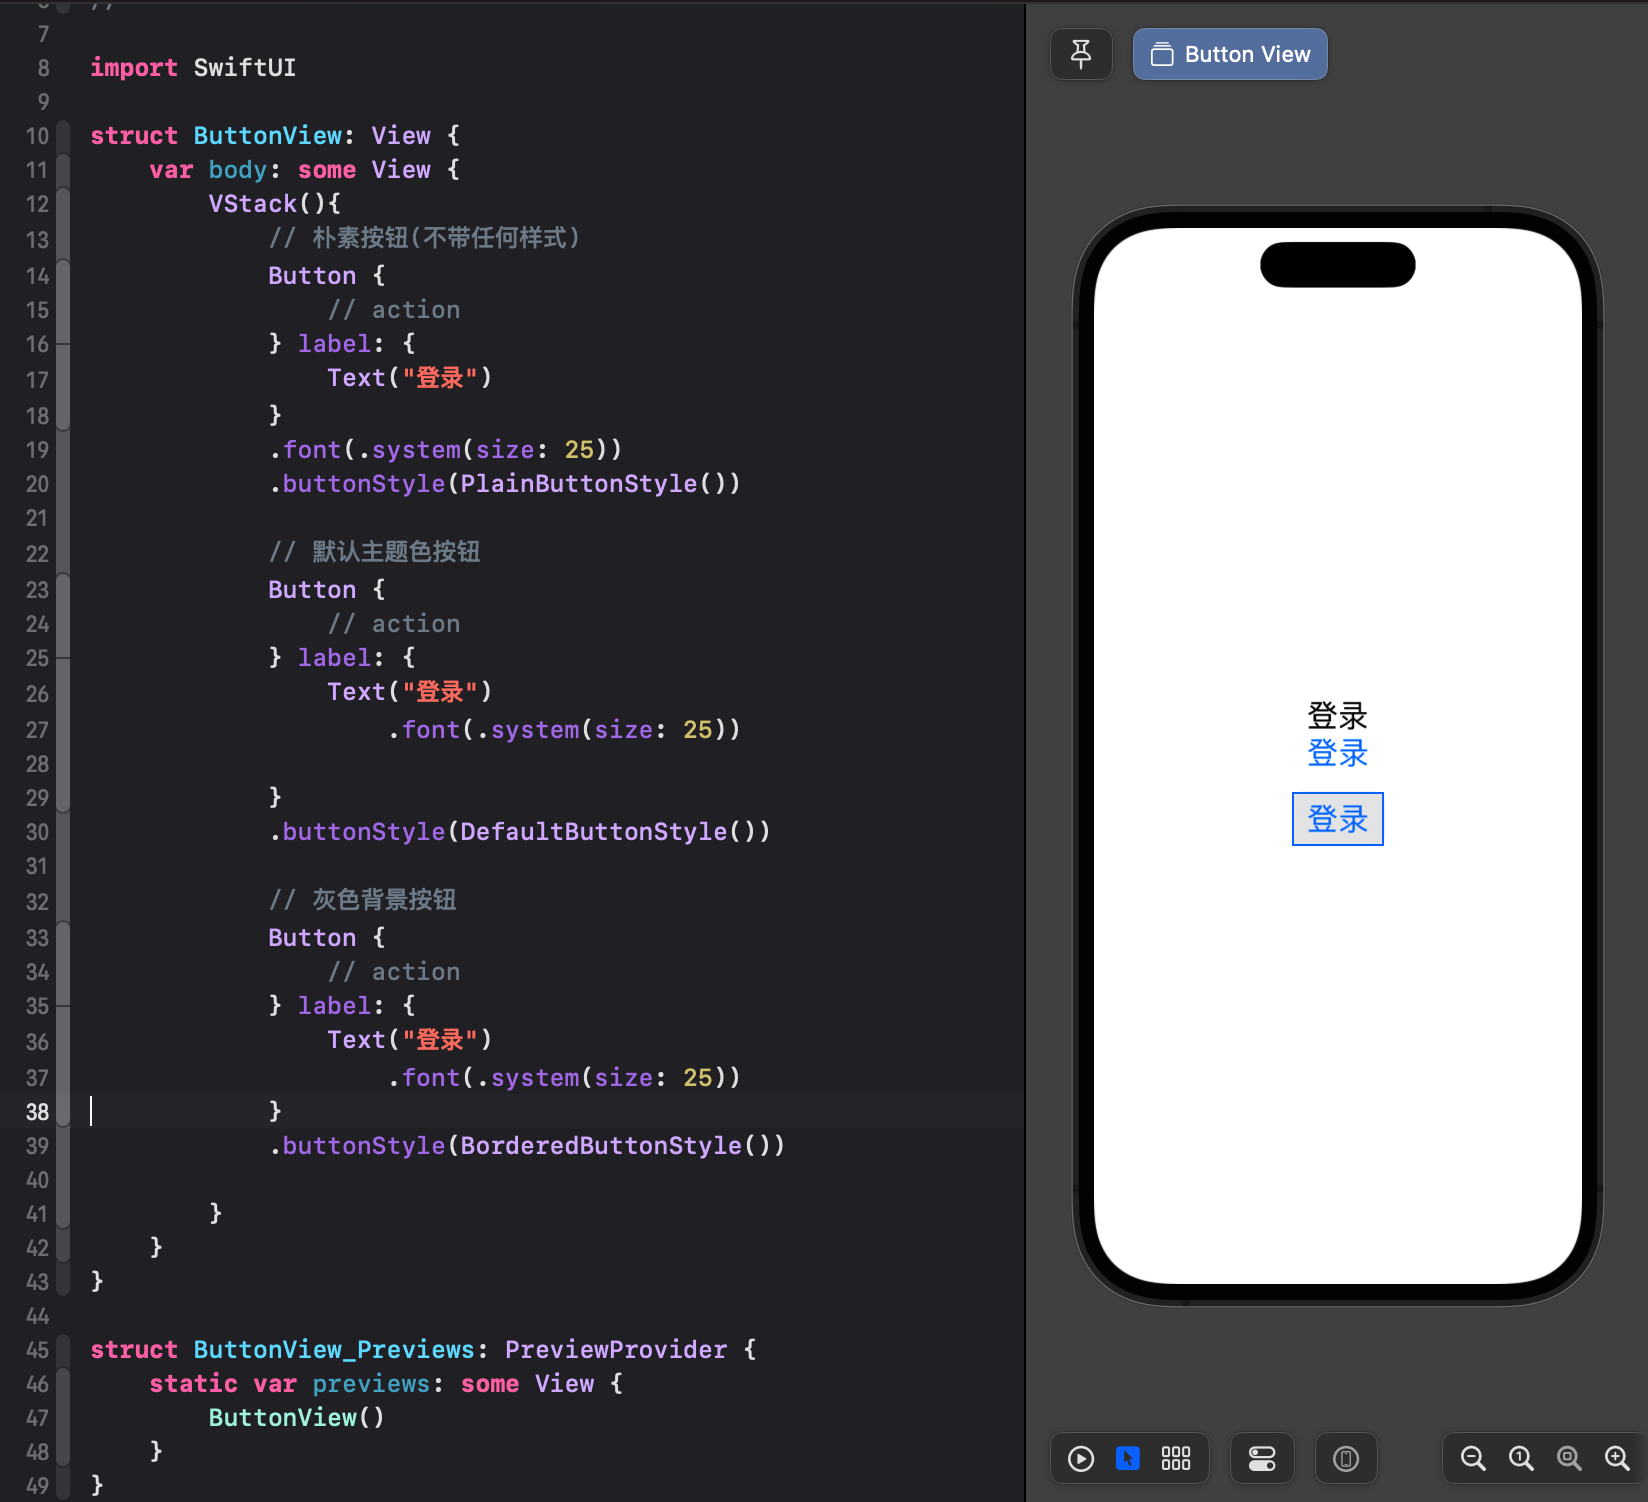 //
7
8 import SwiftUI
9
10 struct ButtonView: View {
11 var body: some View {
12 VStack(){
13 // 朴素按钮(不带任何样式)
14 Button {
15 // action
16 } label: {
17 Text("登录")
18 }
19 .font(.system(size: 25))
20 .buttonStyle(PlainButtonStyle())
21
22 // 默认主题色按钮
23 Button {
24 // action
25 } label: {
26 Text("登录")
27 .font(.system(size: 25))
28
29 }
30 .buttonStyle(DefaultButtonStyle())
31
32 // 灰色背景按钮
33 Button {
34 // action
35 } label: {
36 Text("登录")
37 .font(.system(size: 25))
38 }
39 .buttonStyle(BorderedButtonStyle())
40
41 }
42 }
43 }
44
45 struct ButtonView_Previews: PreviewProvider {
46 static var previews: some View {
47 ButtonView()
48 }
49 }
Button View
登录
登录
登录